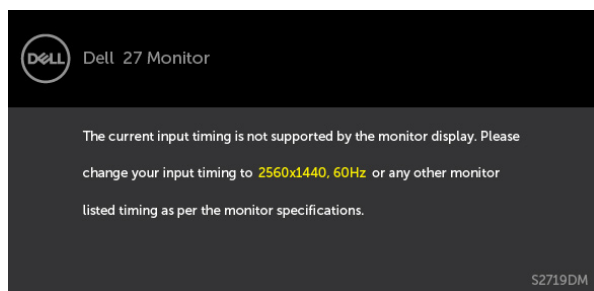 DELL
Dell 27 Monitor
The current input timing is not supported by the monitor display. Please
change your input timing to 2560x1440, 60Hz or any other monitor
listed timing as per the monitor specifications.
S2719DM